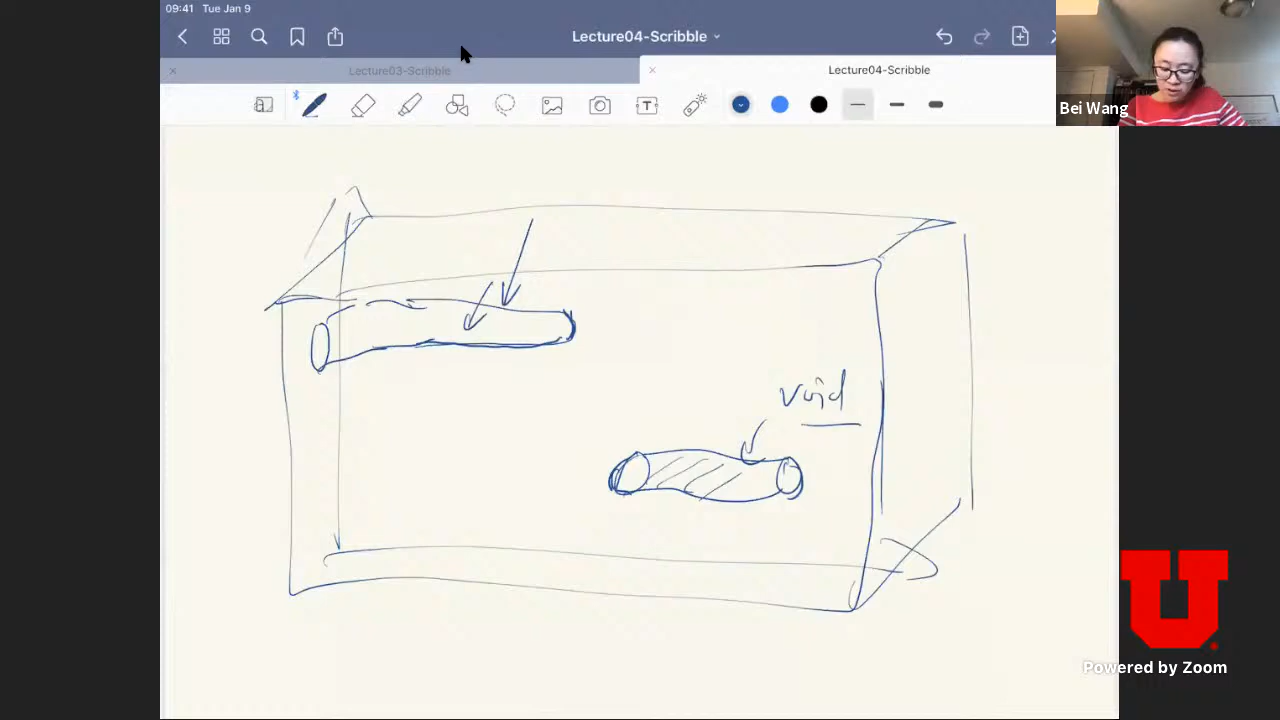 09:41 Tue Jan 9
Lecture04-Scribble
Lecture03-Scribble
Lecture04-Scribble
T
Bei Wang
void
U
Powered by Zoom